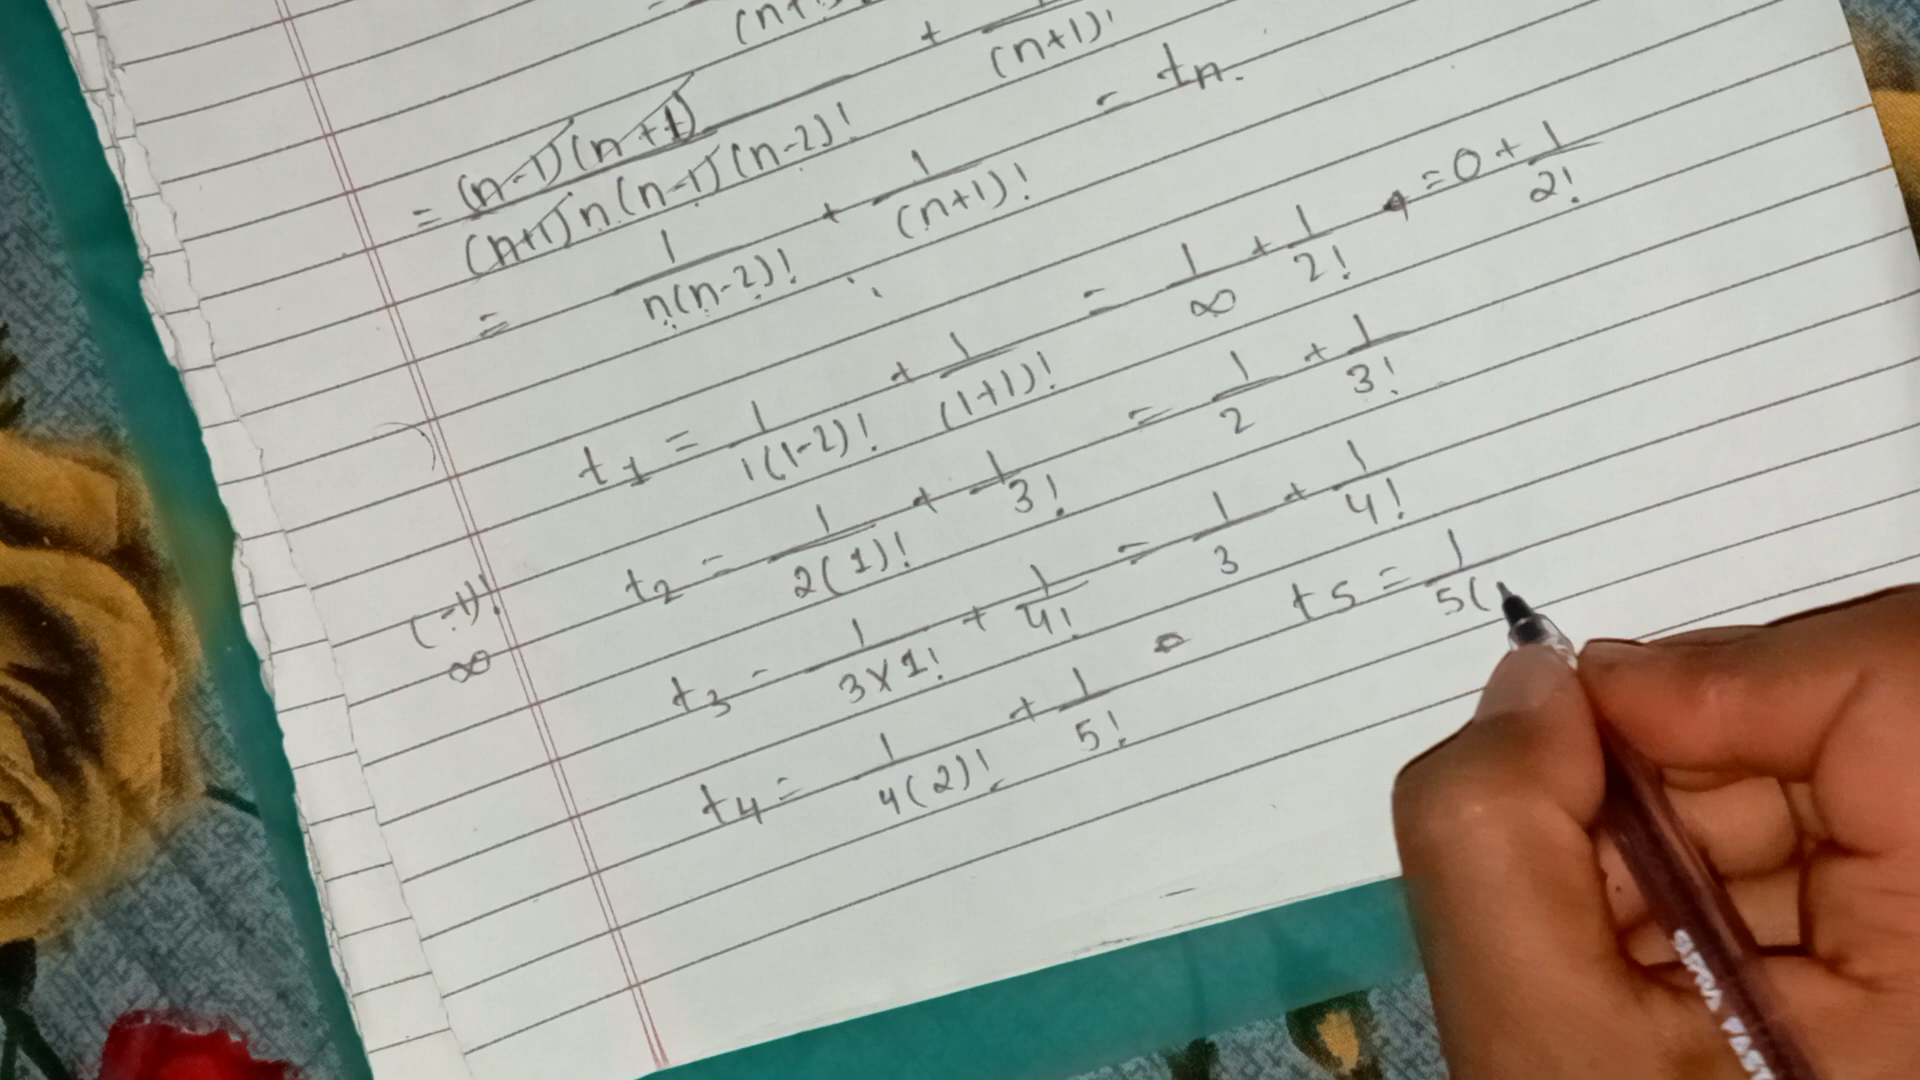 (n+
+ 1/(n+1)!
= (n-1)(n+1)/(n+1)n(n-1)(n-2)!
= 1/n(n-2)! + 1/(n+1)! = tn.
t1 = 1/1(1-2)! + 1/(1+1)! = 1/∞ + 1/2! = 0 + 1/2!
t2 = 1/2(1)! + 1/3! = 1/2 + 1/3!
(-1)!
∞
t3 = 1/3×1! + 1/4! = 1/3 + 1/4!
t4 = 1/4(2)! + 1/5!
t5 = 1/5(
SUPRA FAST